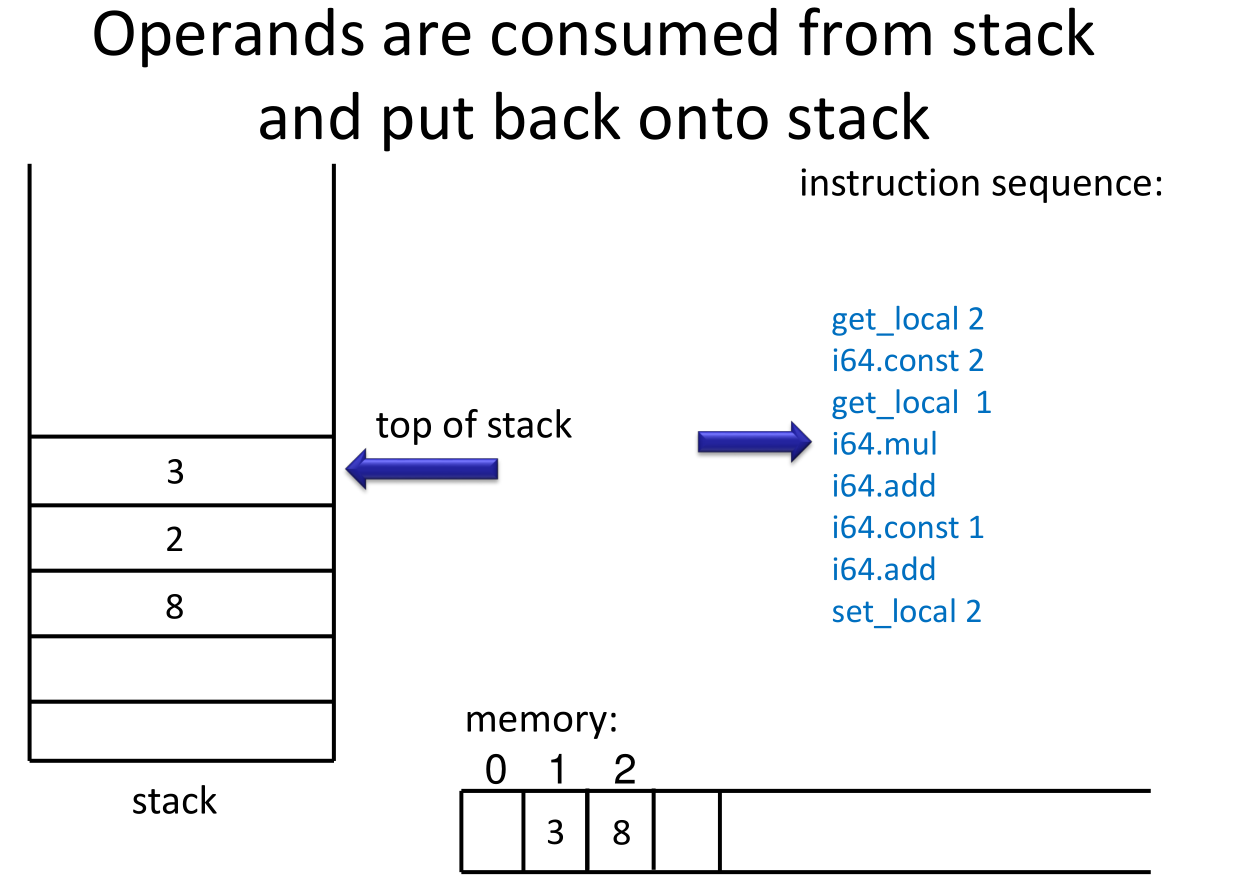 Operands are consumed from stack
and put back onto stack
instruction sequence:
get_local 2
i64.const 2
get_local  1
i64.mul
i64.add
i64.const 1
i64.add
set_local 2
top of stack
3
2
8
stack
memory:
0 1 2
3 8